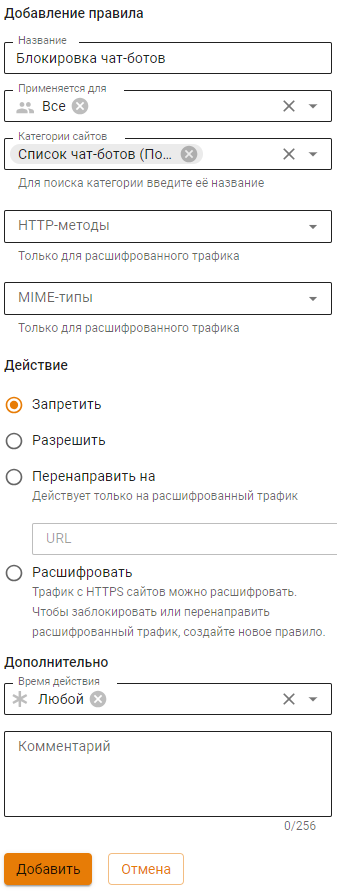 Добавление правила
Название
Блокировка чат-ботов
Применяется для
Все
Категории сайтов
Список чат-ботов (По...
Для поиска категории введите её название
HTTP-методы
Только для расшифрованного трафика
MIME-типы
Только для расшифрованного трафика
Действие
Запретить
Разрешить
Перенаправить на
Действует только на расшифрованный трафик
URL
Расшифровать
Трафик с HTTPS сайтов можно расшифровать.
Чтобы заблокировать или перенаправить
расшифрованный трафик, создайте новое правило.
Дополнительно
Время действия
Любой
Комментарий
0/256
Добавить
Отмена